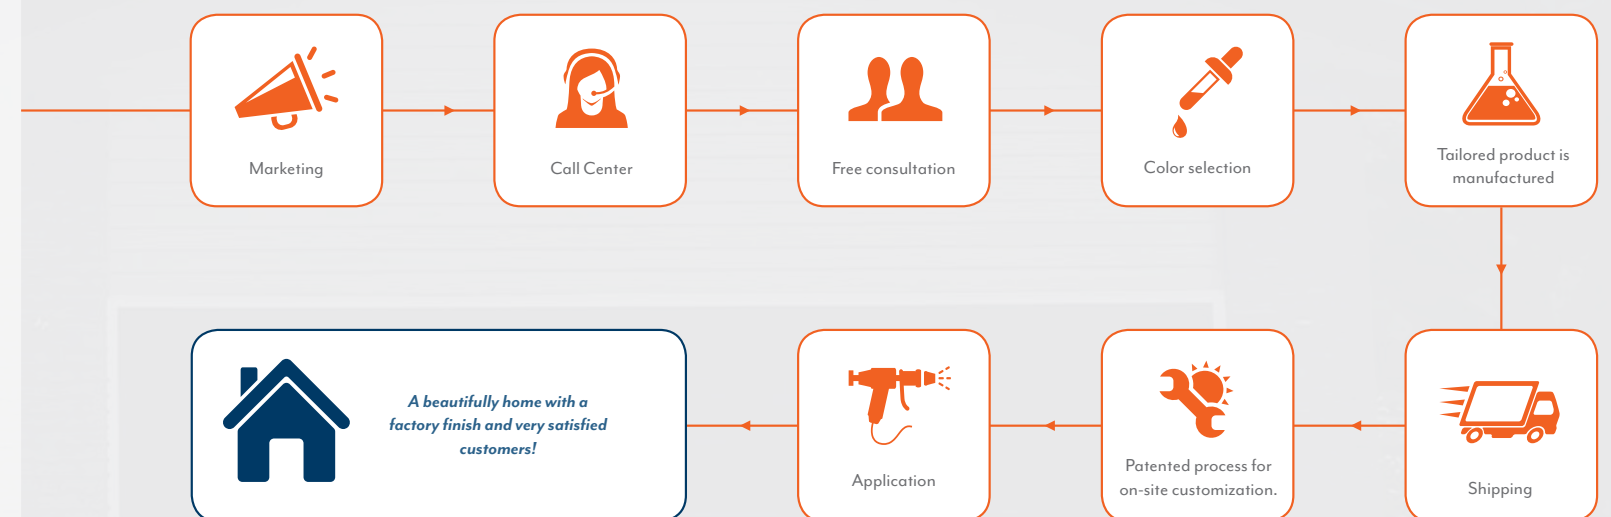 Marketing
Call Center
Free consultation
Color selection
Tailored product is
manufactured
A beautifully home with a
factory finish and very satisfied
customers!
Application
Patented process for
on-site customization.
Shipping